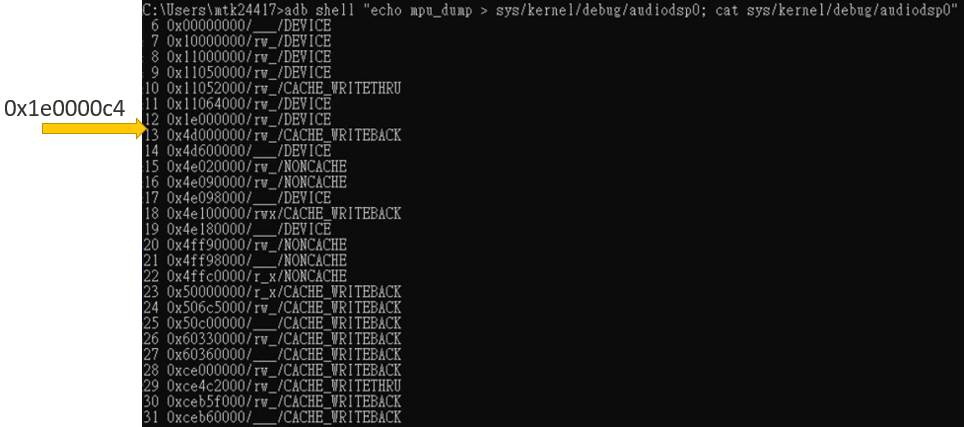 C:\Users\mtk24417>adb shell "echo mpu_dump > sys/kernel/debug/audiodsp0; cat sys/kernel/debug/audiodsp0"
6 0x00000000/___/DEVICE
7 0x10000000/rw_/DEVICE
8 0x11000000/rw_/DEVICE
9 0x11050000/rw_/DEVICE
10 0x11052000/rw_/CACHE_WRITETHRU
11 0x11064000/rw_/DEVICE
0x1e0000c4
12 0x1e000000/rw_/DEVICE
13 0x4d000000/rw_/CACHE_WRITEBACK
14 0x4d600000/___/DEVICE
15 0x4e020000/rw_/NONCACHE
16 0x4e090000/rw_/NONCACHE
17 0x4e098000/___/DEVICE
18 0x4e100000/rwx/CACHE_WRITEBACK
19 0x4e180000/___/DEVICE
20 0x4ff90000/rw_/NONCACHE
21 0x4ff98000/___/NONCACHE
22 0x4ffc0000/r_x/NONCACHE
23 0x50000000/r_x/CACHE_WRITEBACK
24 0x506c5000/rw_/CACHE_WRITEBACK
25 0x50c00000/___/CACHE_WRITEBACK
26 0x60330000/rw_/CACHE_WRITEBACK
27 0x60360000/___/CACHE_WRITEBACK
28 0xce000000/rw_/CACHE_WRITEBACK
29 0xce4c2000/rw_/CACHE_WRITETHRU
30 0xceb5f000/rw_/CACHE_WRITEBACK
31 0xceb60000/___/CACHE_WRITEBACK